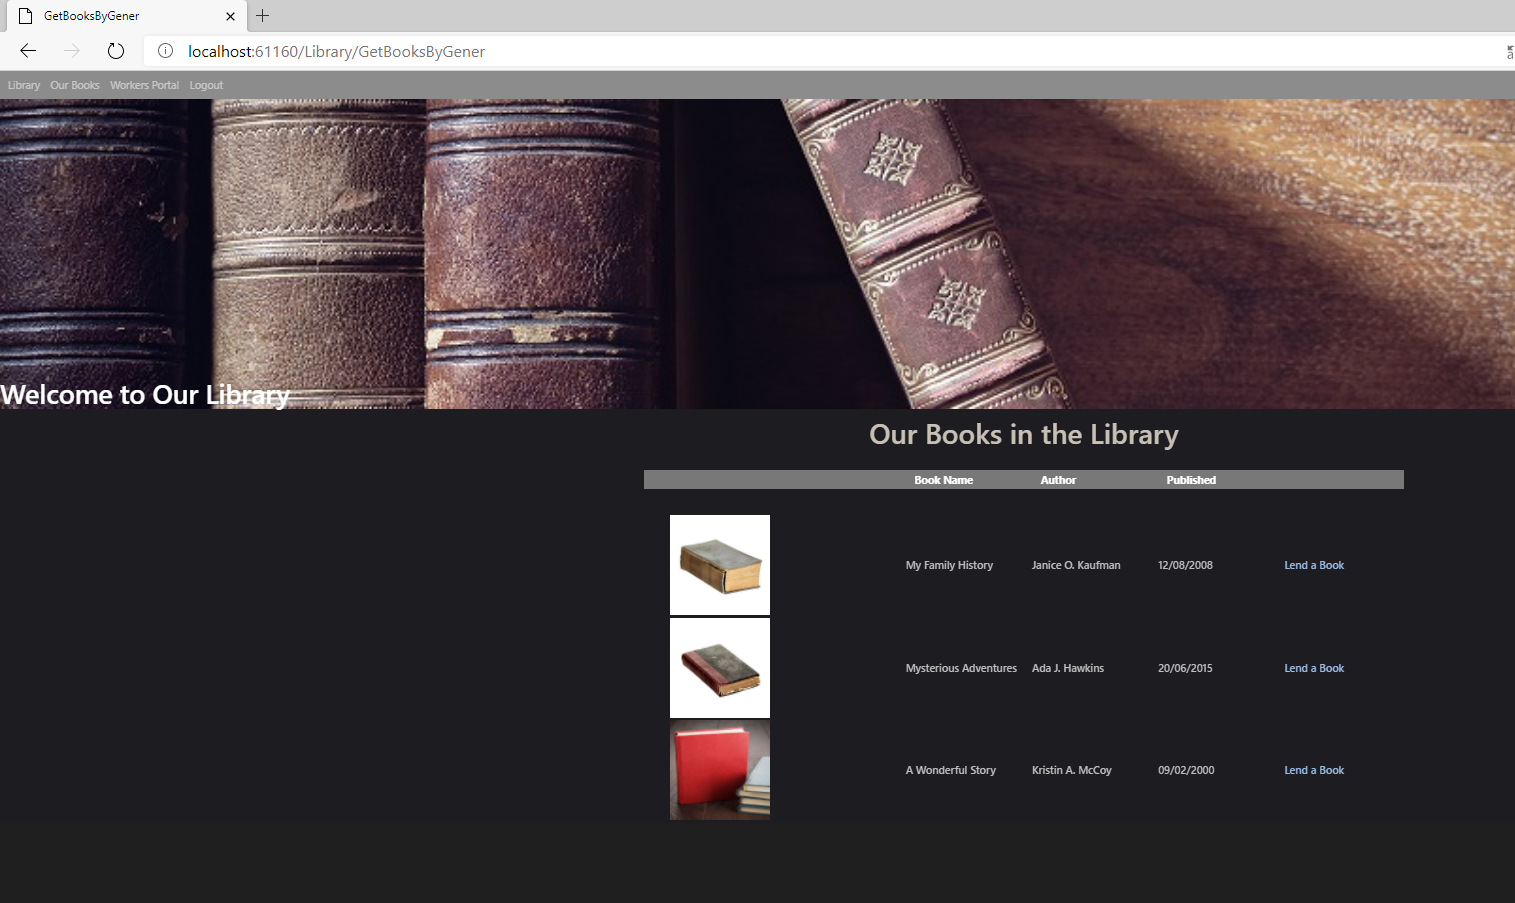 GetBooksByGener
localhost:61160/Library/GetBooksByGener
Library Our Books Workers Portal Logout
Welcome to Our Library
Our Books in the Library
Book Name Author Published
My Family History Janice O. Kaufman 12/08/2008 Lend a Book
Mysterious Adventures Ada J. Hawkins 20/06/2015 Lend a Book
A Wonderful Story Kristin A. McCoy 09/02/2000 Lend a Book